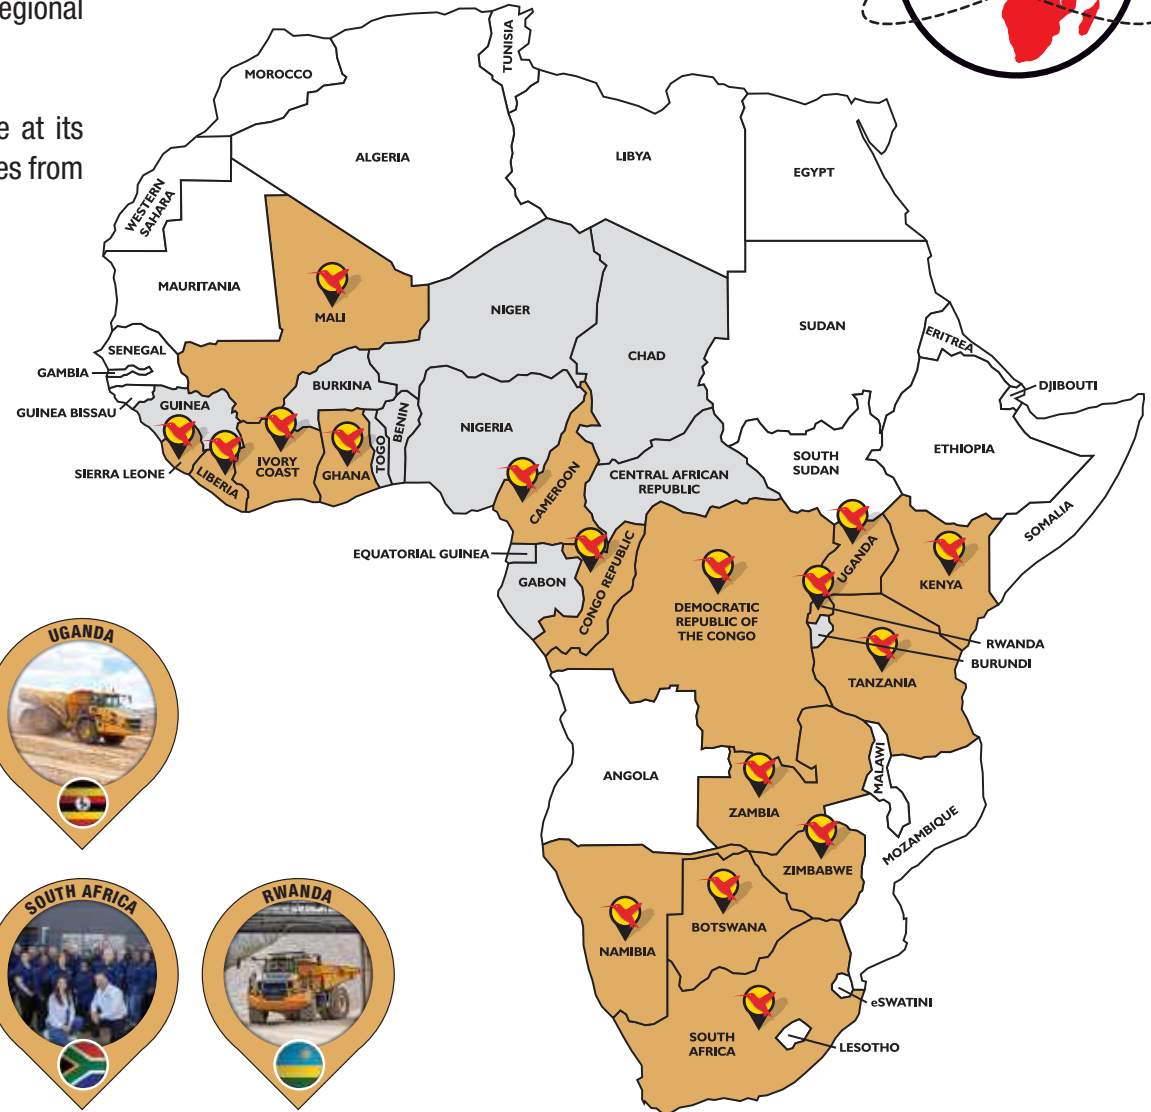 egional
e at its
es from
TUNISIA
MOROCCO
ALGERIA
LIBYA
EGYPT
WESTERN
SAHARA
MAURITANIA
MALI
NIGER
CHAD
SUDAN
ERITREA
SENEGAL
GAMBIA
DJIBOUTI
GUINEA BISSAU
GUINEA
BURKINA
BENIN
TOGO
NIGERIA
SIERRA LEONE
LIBERIA
IVORY
COAST
GHANA
CAMEROON
CENTRAL AFRICAN
REPUBLIC
SOUTH
SUDAN
ETHIOPIA
SOMALIA
EQUATORIAL GUINEA
GABON
CONGO REPUBLIC
DEMOCRATIC
REPUBLIC OF
THE CONGO
UGANDA
KENYA
RWANDA
BURUNDI
TANZANIA
ANGOLA
ZAMBIA
MALAWI
MOZAMBIQUE
ZIMBABWE
NAMIBIA
BOTSWANA
SOUTH
AFRICA
eSWATINI
LESOTHO
UGANDA
SOUTH AFRICA
RWANDA